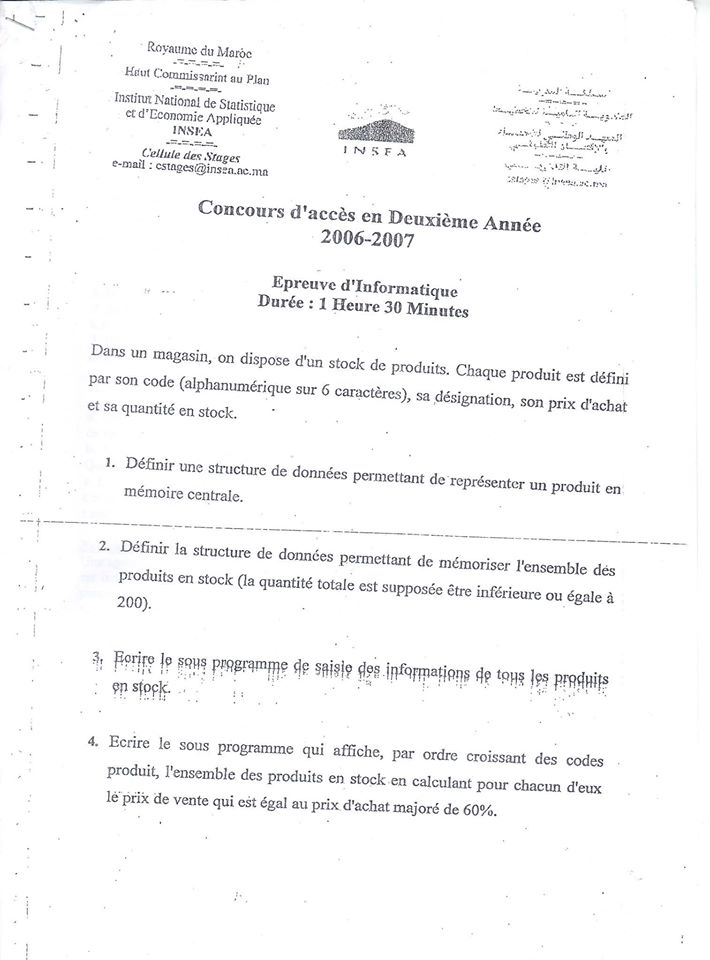 Royaume du Maroc
-=-=-=-=-
Haut Commissariat au Plan
-=-=-=-=-
Institut National de Statistique
et d'Economie Appliquée
INSEA
-=-=-=-=-
Cellule des Stages
e-mail : cstages@insea.ac.ma
INSEA
Concours d'accès en Deuxième Année
2006-2007
Epreuve d'Informatique
Durée : 1 Heure 30 Minutes
Dans un magasin, on dispose d'un stock de produits. Chaque produit est défini
par son code (alphanumérique sur 6 caractères), sa désignation, son prix d'achat
et sa quantité en stock.
1. Définir une structure de données permettant de représenter un produit en
mémoire centrale.
2. Définir la structure de données permettant de mémoriser l'ensemble des
produits en stock (la quantité totale est supposée être inférieure ou égale à
200).
3. Ecrire le sous programme de saisie des informations de tous les produits
en stock.
4. Ecrire le sous programme qui affiche, par ordre croissant des codes
produit, l'ensemble des produits en stock en calculant pour chacun d'eux
le prix de vente qui est égal au prix d'achat majoré de 60%.